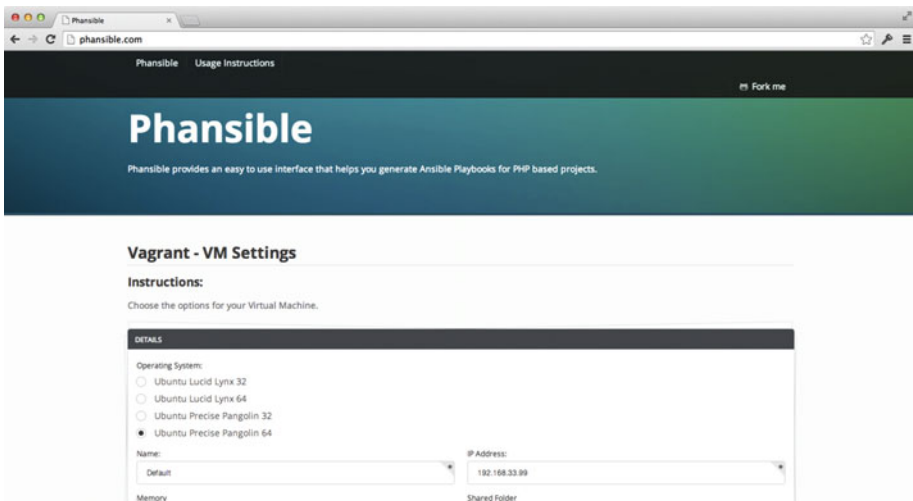 Phansible
phansible.com
Phansible Usage Instructions
Fork me
Phansible
Phansible provides an easy to use interface that helps you generate Ansible Playbooks for PHP based projects.
Vagrant - VM Settings
Instructions:
Choose the options for your Virtual Machine.
DETAILS
Operating System:
Ubuntu Lucid Lynx 32
Ubuntu Lucid Lynx 64
Ubuntu Precise Pangolin 32
Ubuntu Precise Pangolin 64
Name: IP Address:
Default 192.168.33.99
Memory Shared Folder